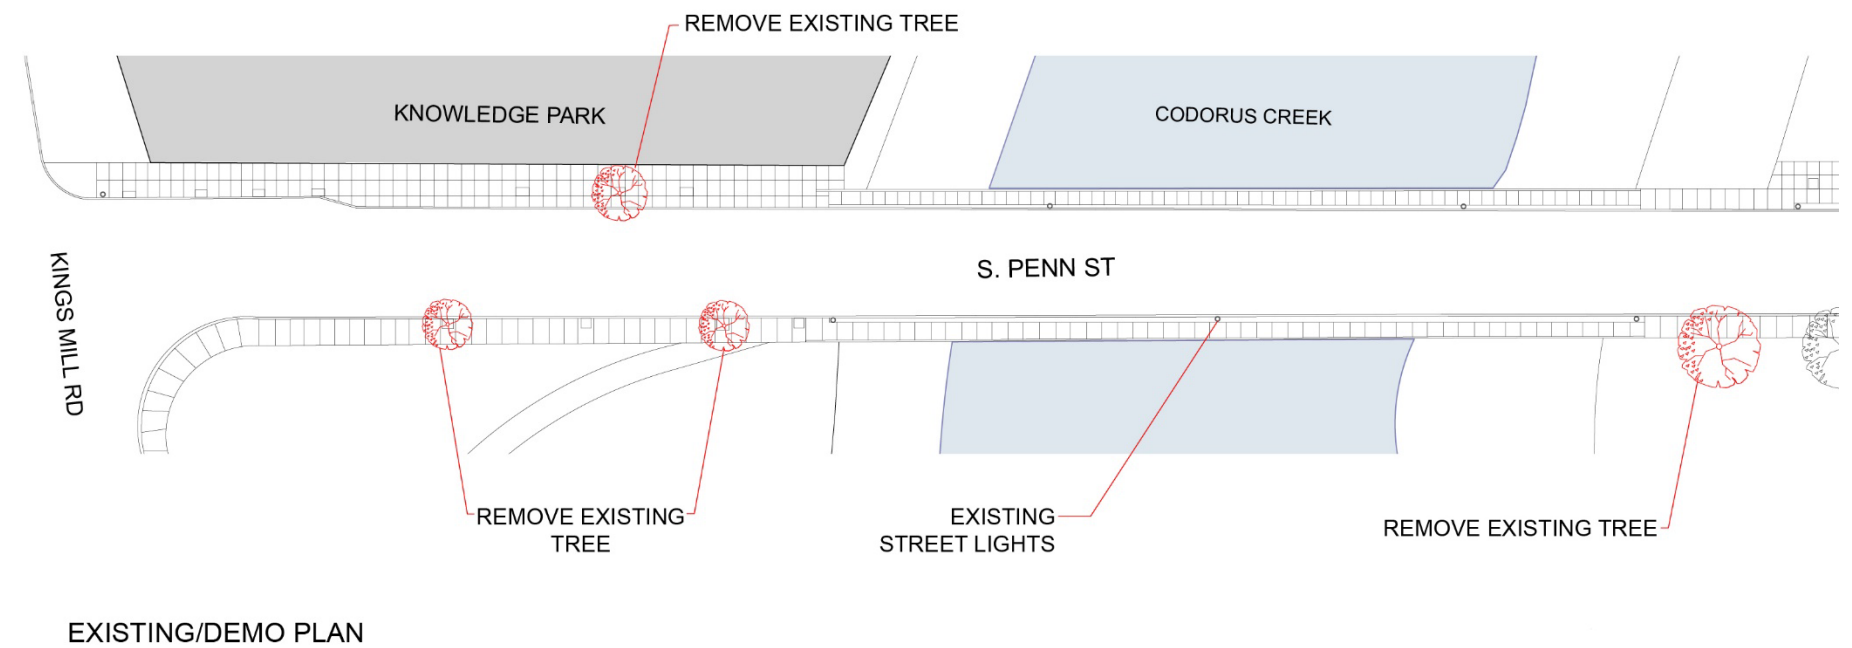 REMOVE EXISTING TREE
KNOWLEDGE PARK
CODORUS CREEK
KINGS MILL RD
S. PENN ST
REMOVE EXISTING
TREE
EXISTING
STREET LIGHTS
REMOVE EXISTING TREE
EXISTING/DEMO PLAN